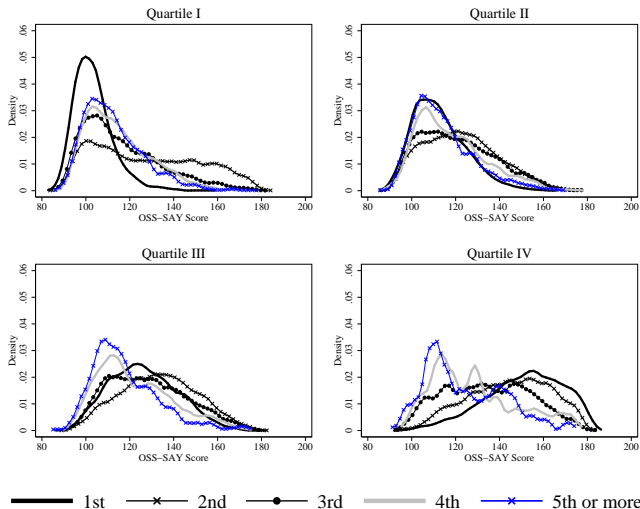 Quartile I
Quartile II
.06
.05
.04
.03
.02
.01
0
Density
80 100 120 140 160 180 200
OSS−SAY Score
.06
.05
.04
.03
.02
.01
0
Density
80 100 120 140 160 180 200
OSS−SAY Score
Quartile III
Quartile IV
.06
.05
.04
.03
.02
.01
0
Density
80 100 120 140 160 180 200
OSS−SAY Score
.06
.05
.04
.03
.02
.01
0
Density
80 100 120 140 160 180 200
OSS−SAY Score
1st 2nd 3rd 4th 5th or more